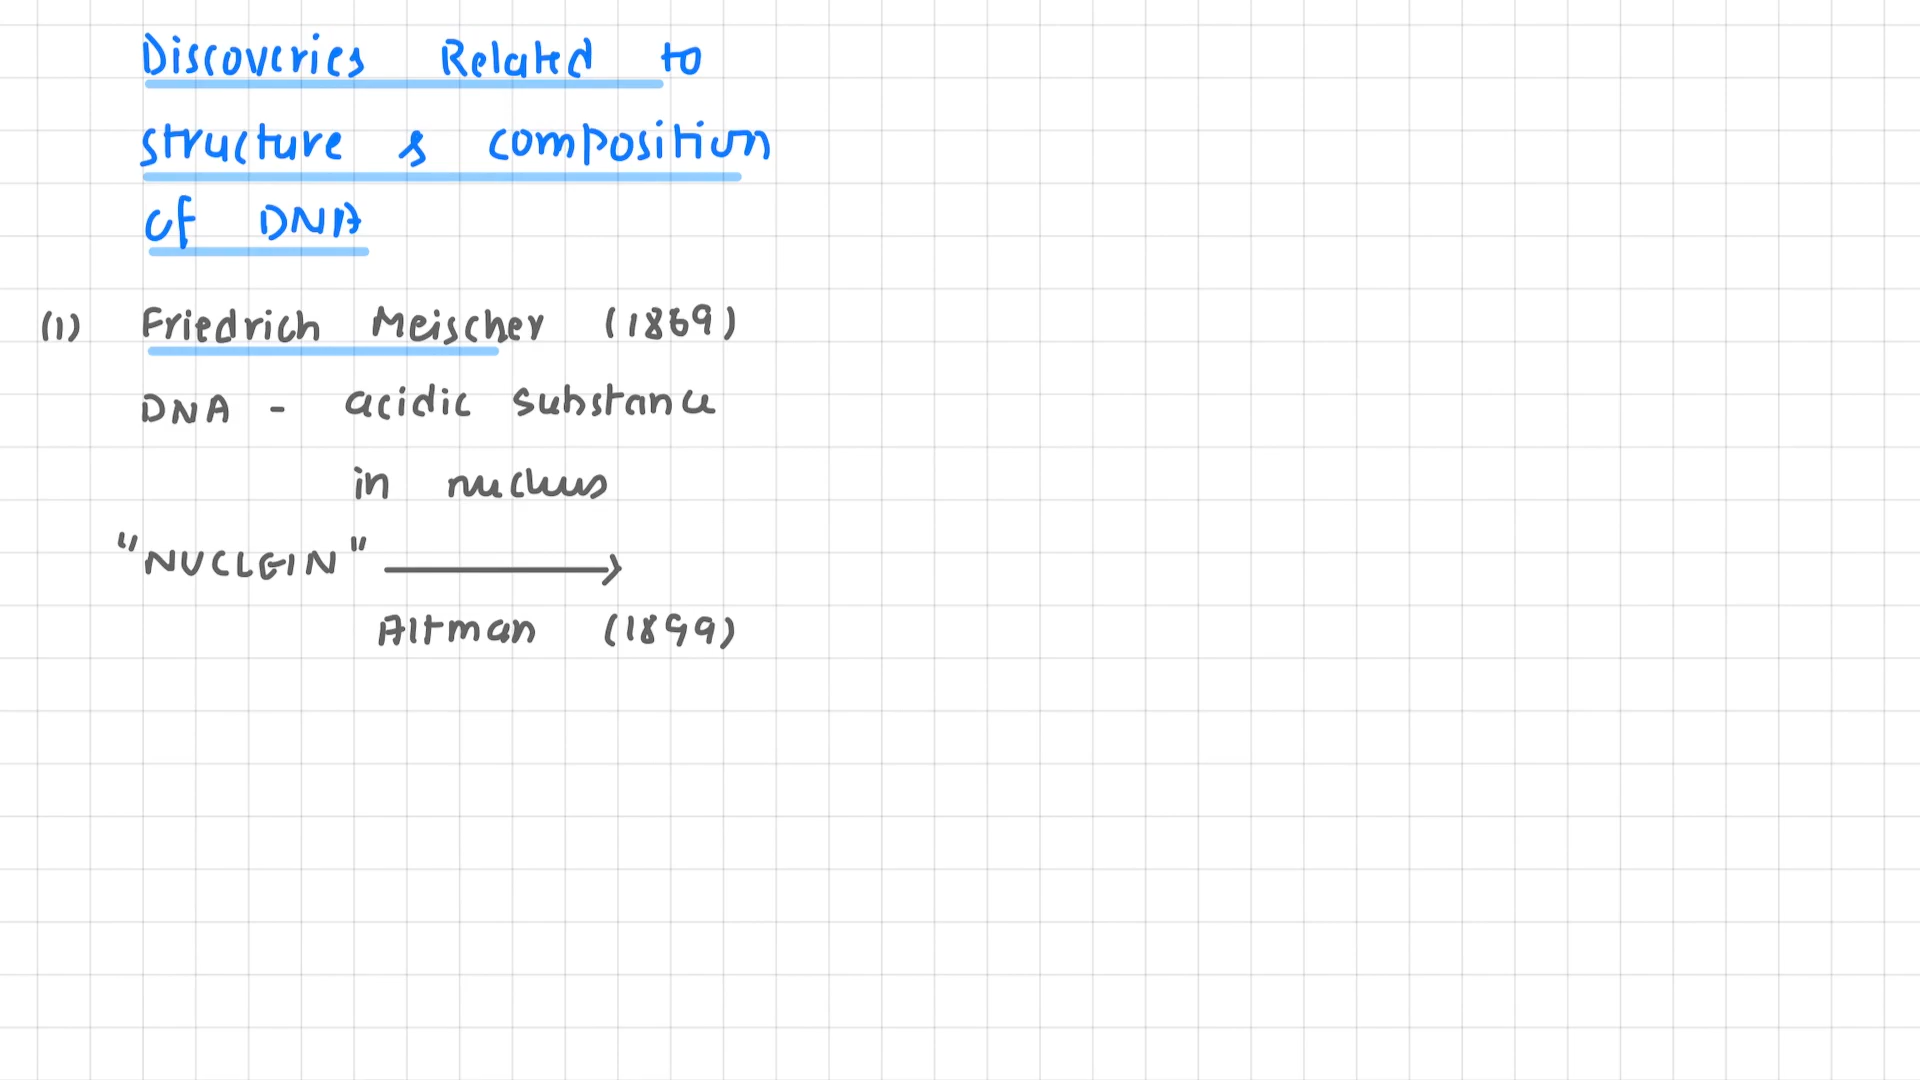 Discoveries Related to
structure & composition
of DNA
(1) Friedrich Meischer (1869)
DNA - acidic substance
in nucleus
"NUCLEIN" →
Altman (1899)